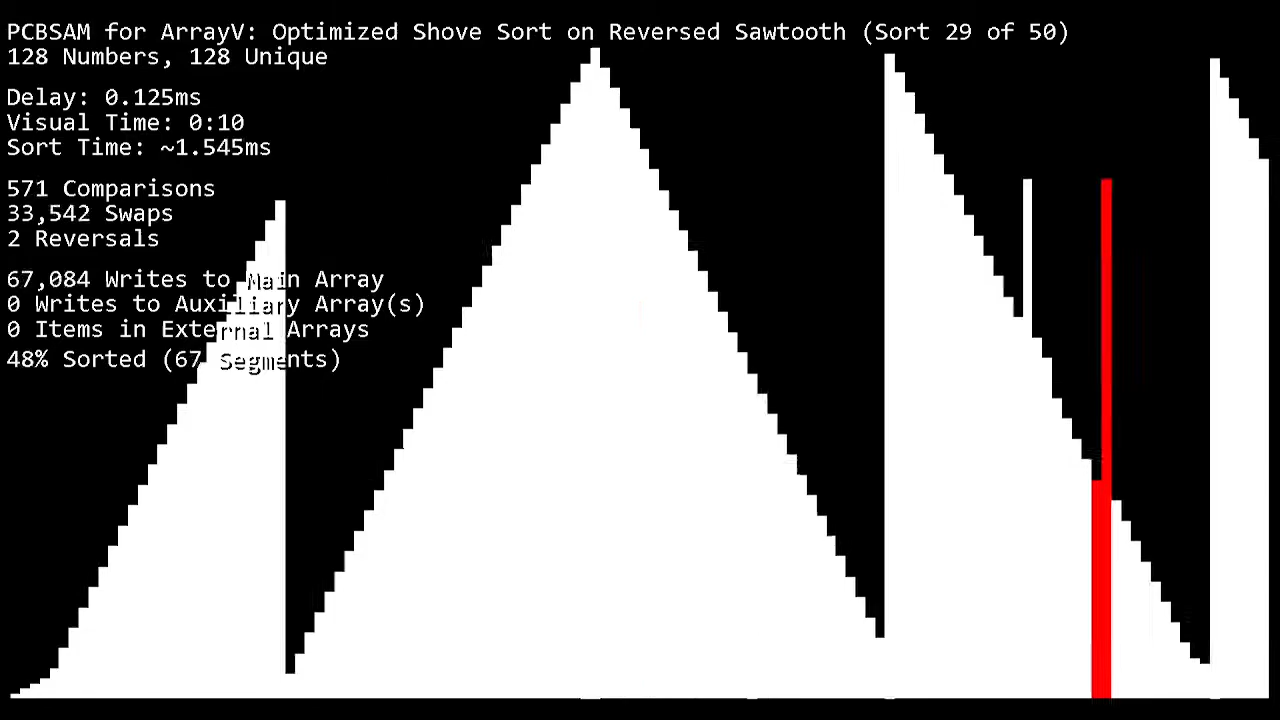 PCBSAM for ArrayV: Optimized Shove Sort on Reversed Sawtooth (Sort 29 of 50)
128 Numbers, 128 Unique
Delay: 0.125ms
Visual Time: 0:10
Sort Time: ~1.545ms
571 Comparisons
33,542 Swaps
2 Reversals
67,084 Writes to Main Array
0 Writes to Auxiliary Array(s)
0 Items in External Arrays
48% Sorted (67 Segments)